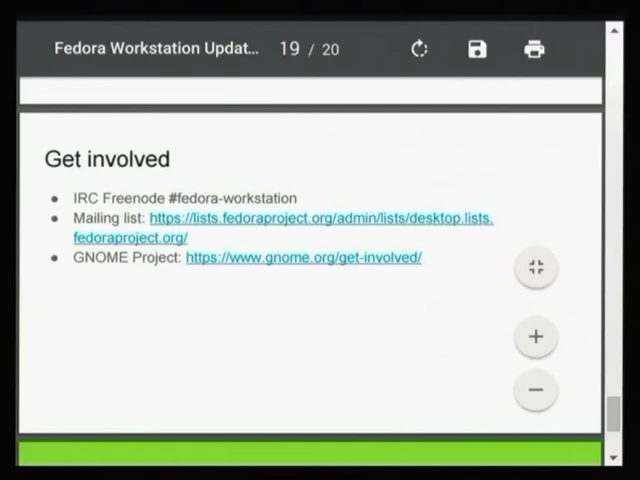 Fedora Workstation Updat... 19 / 20
Get involved
• IRC Freenode #fedora-workstation
• Mailing list: https://lists.fedoraproject.org/admin/lists/desktop.lists.
fedoraproject.org/
• GNOME Project: https://www.gnome.org/get-involved/